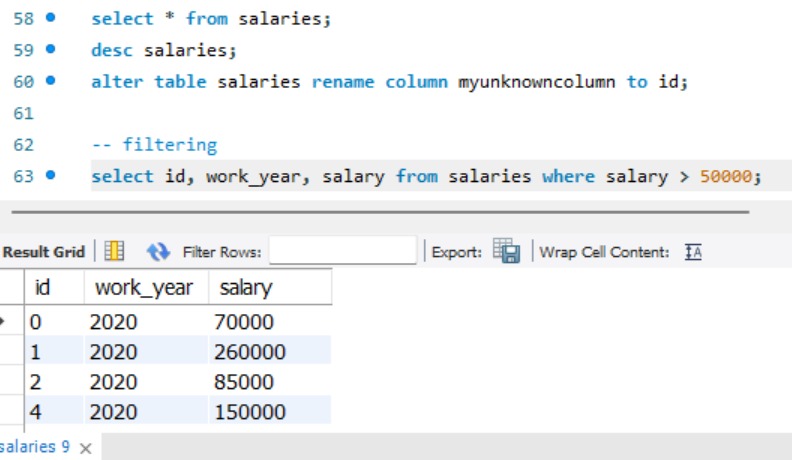 58 select * from salaries;
59 desc salaries;
60 alter table salaries rename column myunknowncolumn to id;
61
62 -- filtering
63 select id, work_year, salary from salaries where salary > 50000;
Result Grid Filter Rows: Export: Wrap Cell Content: IA
id work_year salary
0 2020 70000
1 2020 260000
2 2020 85000
4 2020 150000
salaries 9 ×